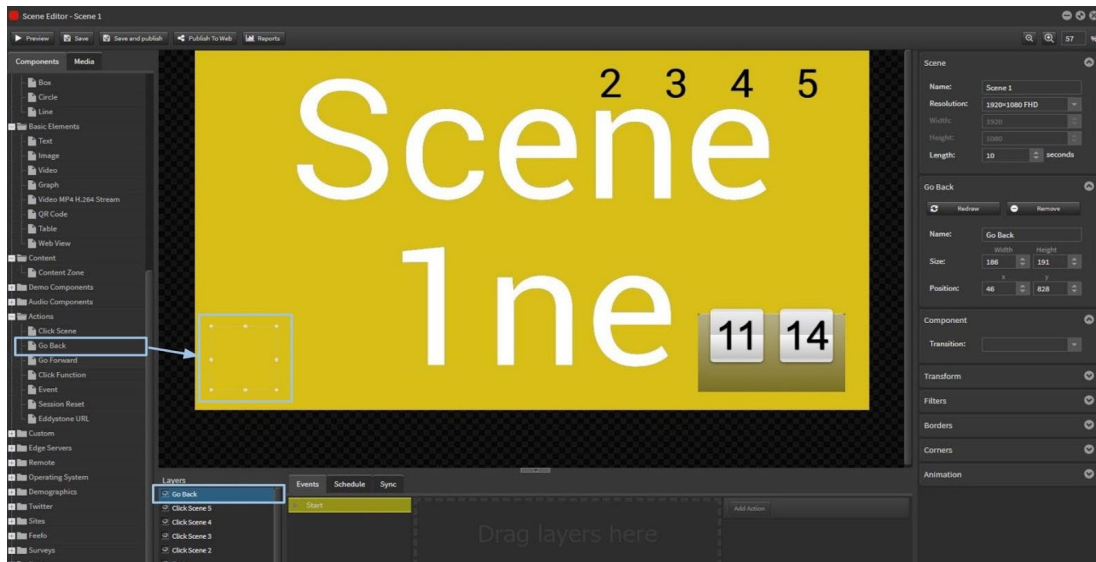 Scene Editor - Scene 1
Preview Save Save and publish Publish To Web Reports 57 %
Components Media
Box
Circle
Line
Basic Elements
Text
Image
Video
Graph
Video MP4 H.264 Stream
QR Code
Table
Web View
Content
Content Zone
Demo Components
Audio Components
Actions
Click Scene
Go Back
Go Forward
Click Function
Event
Session Reset
Eddystone URL
Custom
Edge Servers
Remote
Operating System
Demographics
Twitter
Sites
Feefo
Surveys
2 3 4 5
Scene
1ne
11 14
Layers
Go Back
Click Scene 5
Click Scene 4
Click Scene 3
Click Scene 2
Events Schedule Sync
Start
Drag layers here
Add Action
Scene
Name: Scene 1
Resolution: 1920×1080 FHD
Width: 1920
Height: 1080
Length: 10 seconds
Go Back
Redraw Remove
Name: Go Back
Width Height
Size: 186 191
x y
Position: 46 828
Component
Transition:
Transform
Filters
Borders
Corners
Animation